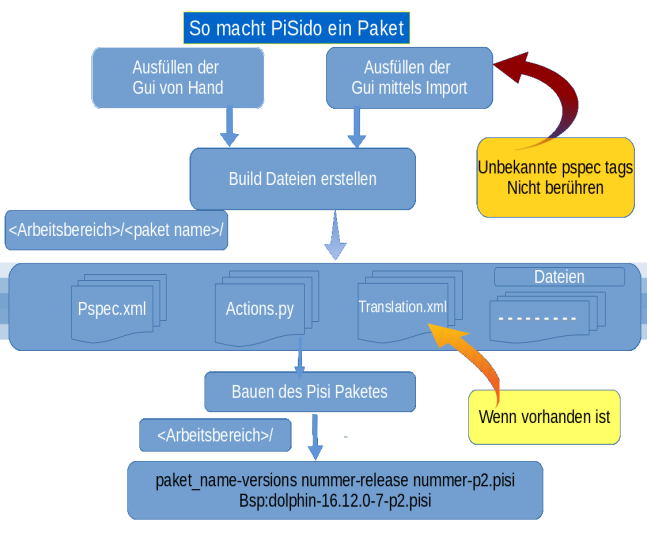 So macht PiSido ein Paket
Ausfüllen der
Gui von Hand
Ausfüllen der
Gui mittels Import
Unbekannte pspec tags
Nicht berühren
Build Dateien erstellen
<Arbeitsbereich>/<paket name>/
Pspec.xml
Actions.py
Translation.xml
Dateien
- - - - - - - - -
Bauen des Pisi Paketes
Wenn vorhanden ist
<Arbeitsbereich>/
-
paket_name-versions nummer-release nummer-p2.pisi
Bsp:dolphin-16.12.0-7-p2.pisi